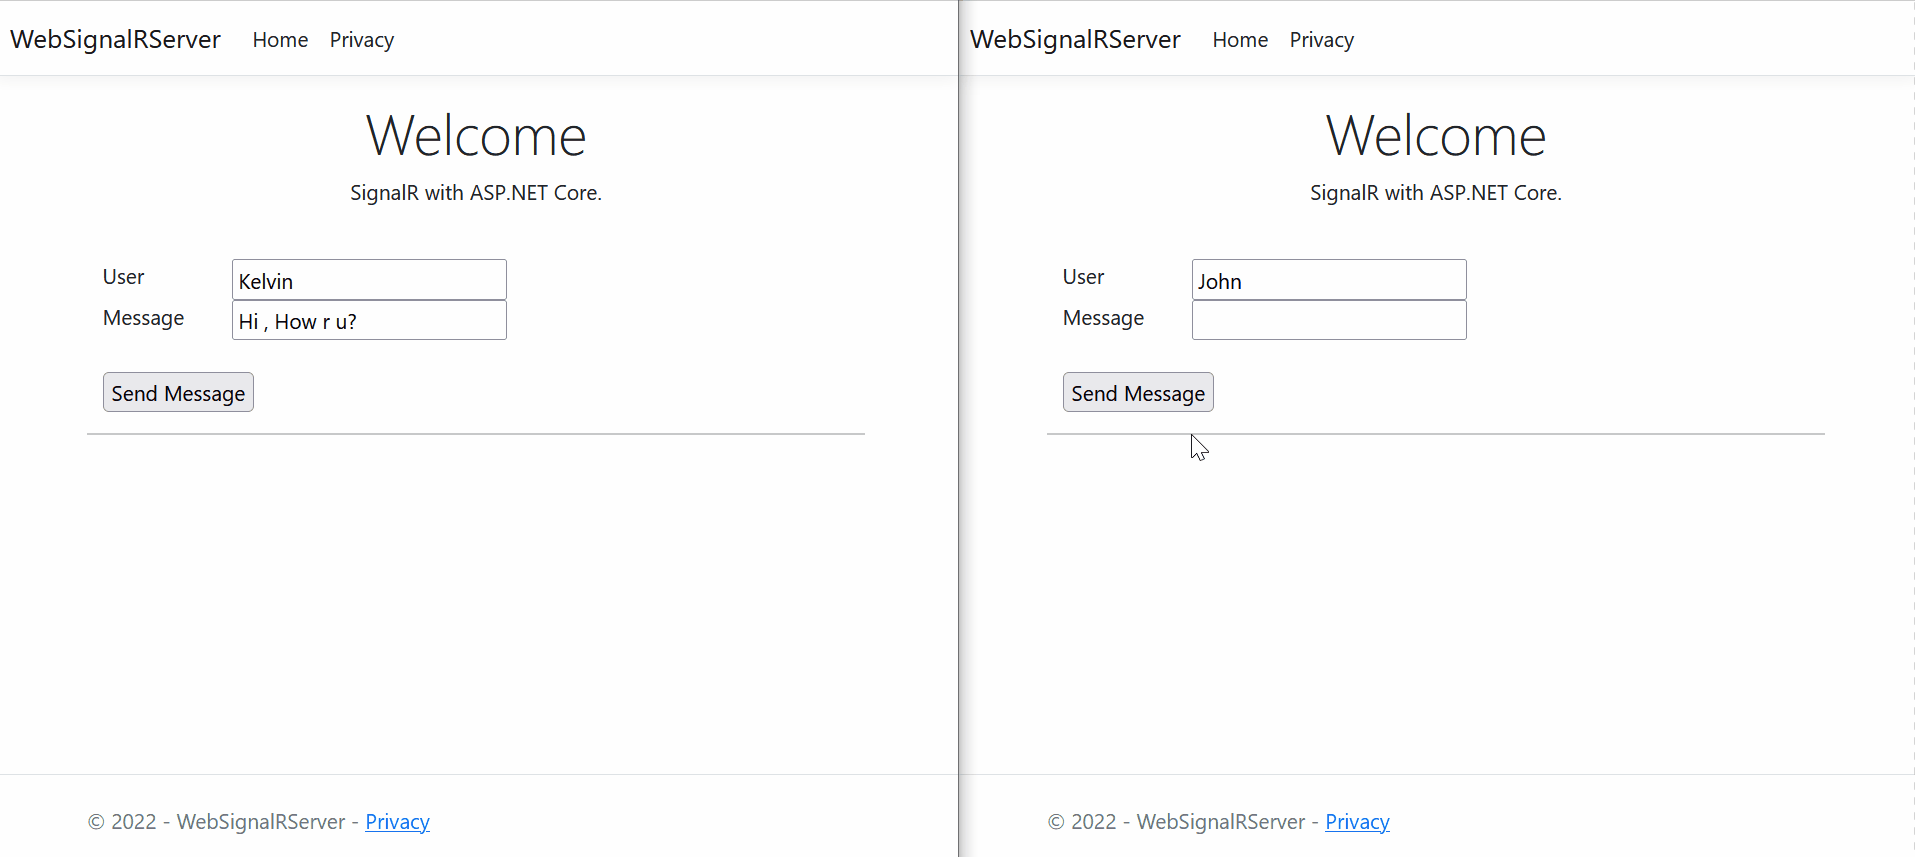 WebSignalRServer Home Privacy
Welcome
SignalR with ASP.NET Core.
User Kelvin
Message Hi , How r u?
Send Message
© 2022 - WebSignalRServer - Privacy
WebSignalRServer Home Privacy
Welcome
SignalR with ASP.NET Core.
User John
Message
Send Message
© 2022 - WebSignalRServer - Privacy